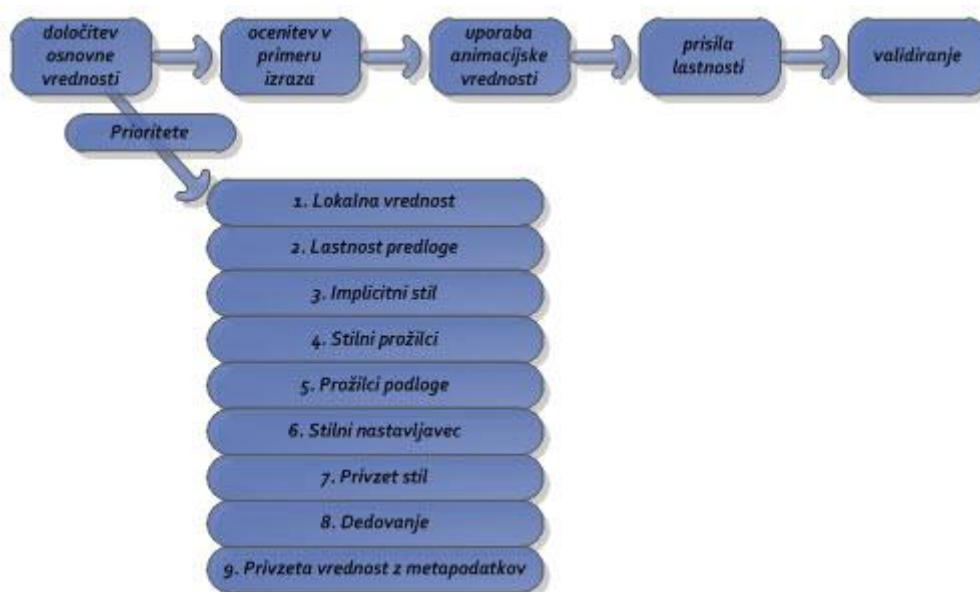 določitev
osnovne
vrednosti
ocenitev v
primeru
izraza
uporaba
animacijske
vrednosti
prisila
lastnosti
validiranje
Prioritete
1. Lokalna vrednost
2. Lastnost predloge
3. Implicitni stil
4. Stilni prožilci
5. Prožilci podloge
6. Stilni nastavljavec
7. Privzet stil
8. Dedovanje
9. Privzeta vrednost z metapodatkov